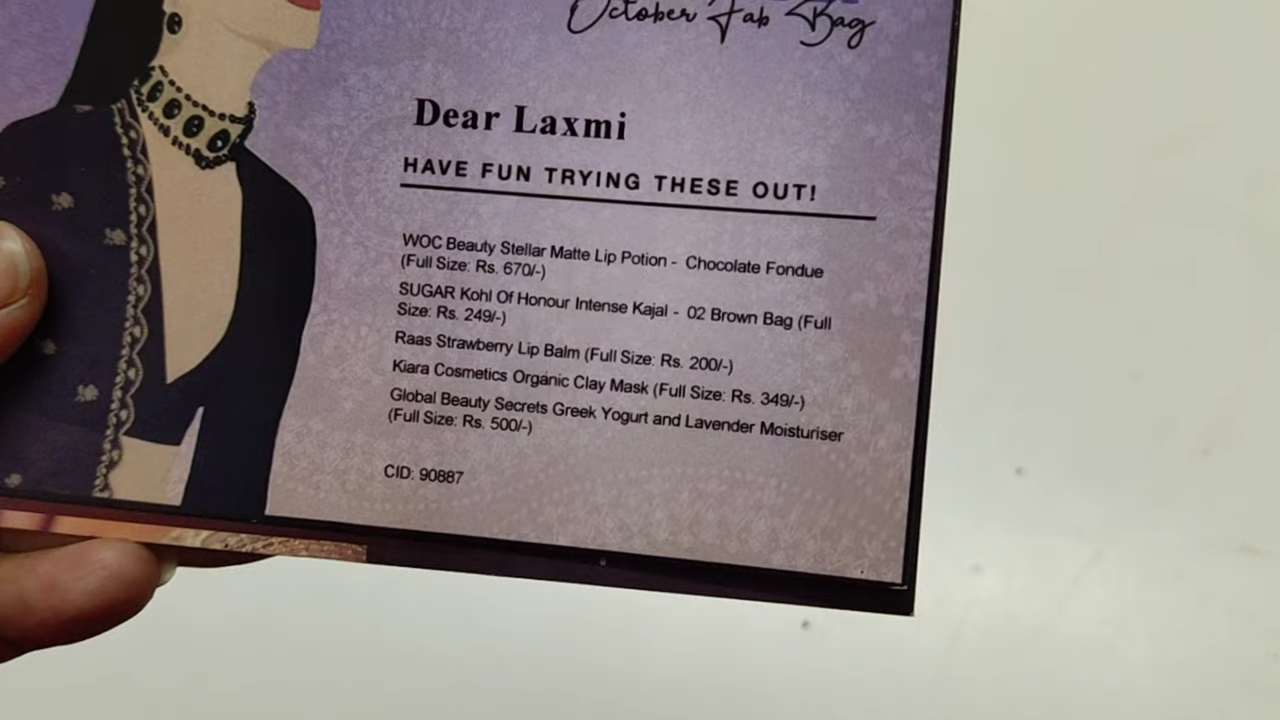 October Fab Bag
Dear Laxmi
HAVE FUN TRYING THESE OUT!
WOC Beauty Stellar Matte Lip Potion - Chocolate Fondue
(Full Size: Rs. 670/-)
SUGAR Kohl Of Honour Intense Kajal - 02 Brown Bag (Full
Size: Rs. 249/-)
Raas Strawberry Lip Balm (Full Size: Rs. 200/-)
Kiara Cosmetics Organic Clay Mask (Full Size: Rs. 349/-)
Global Beauty Secrets Greek Yogurt and Lavender Moisturiser
(Full Size: Rs. 500/-)
CID: 90887